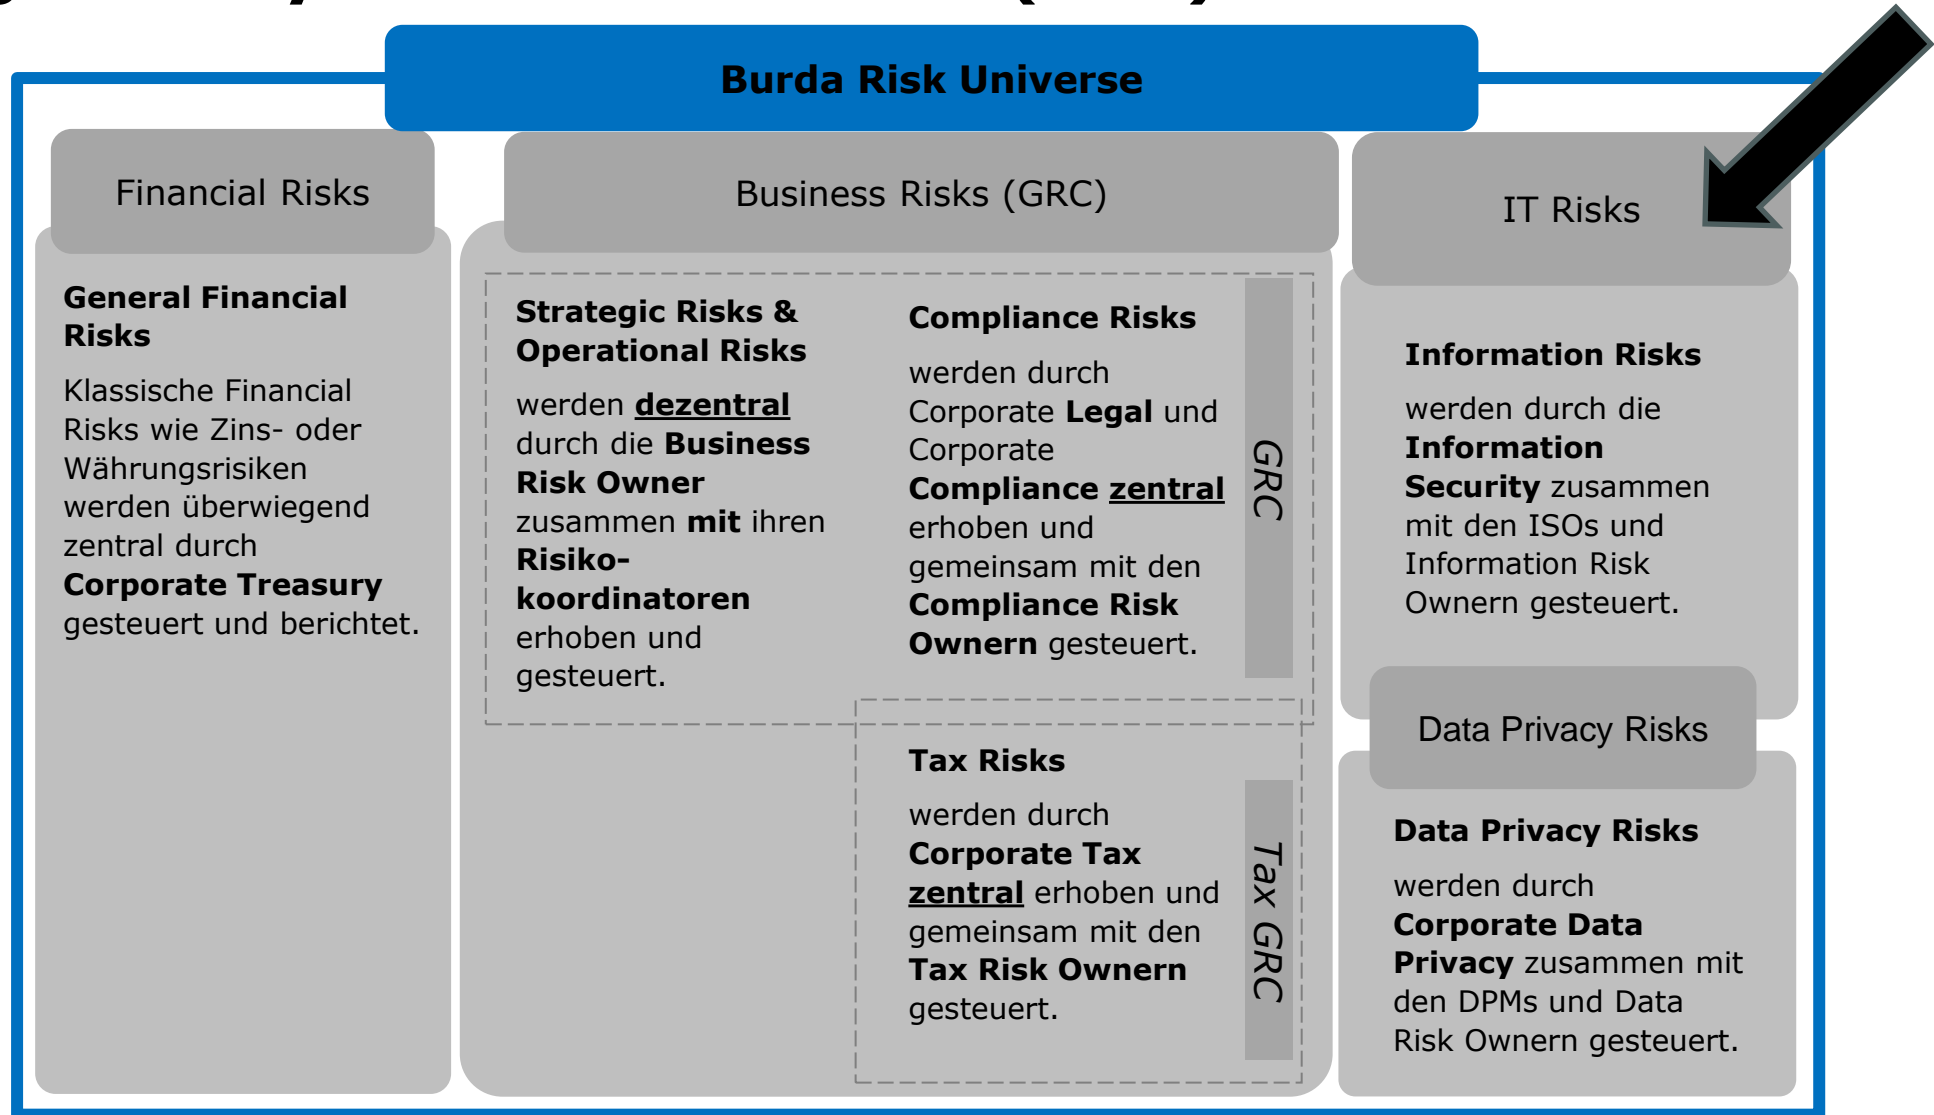 Burda Risk Universe
Financial Risks
General Financial
Risks
Klassische Financial
Risks wie Zins- oder
Währungsrisiken
werden überwiegend
zentral durch
Corporate Treasury
gesteuert und berichtet.
Business Risks (GRC)
Strategic Risks &
Operational Risks
werden dezentral
durch die Business
Risk Owner
zusammen mit ihren
Risiko-
koordinatoren
erhoben und
gesteuert.
Compliance Risks
werden durch
Corporate Legal und
Corporate
Compliance zentral
erhoben und
gemeinsam mit den
Compliance Risk
Ownern gesteuert.
GRC
Tax Risks
werden durch
Corporate Tax
zentral erhoben und
gemeinsam mit den
Tax Risk Ownern
gesteuert.
Tax GRC
IT Risks
Information Risks
werden durch die
Information
Security zusammen
mit den ISOs und
Information Risk
Ownern gesteuert.
Data Privacy Risks
Data Privacy Risks
werden durch
Corporate Data
Privacy zusammen mit
den DPMs und Data
Risk Ownern gesteuert.